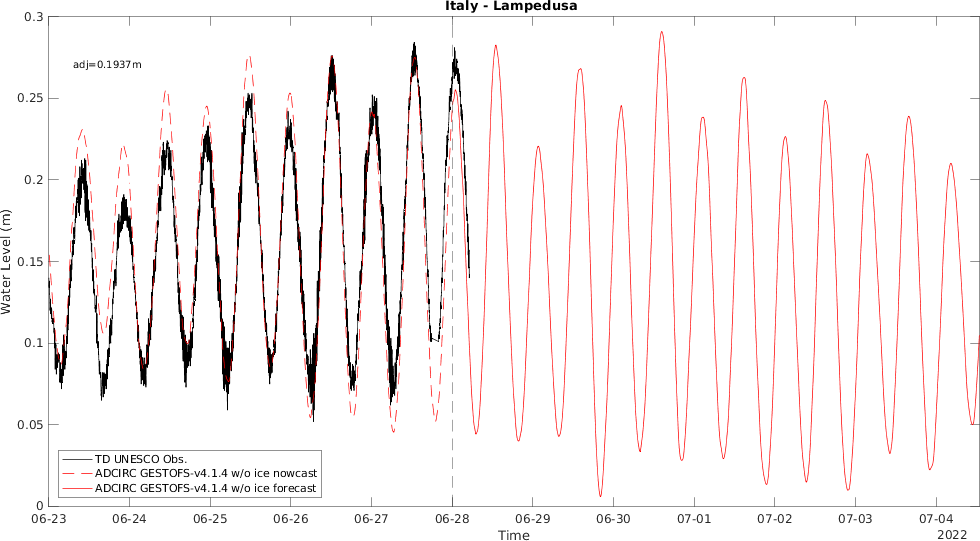 Italy - Lampedusa
0.3
0.25
0.2
0.15
0.1
0.05
0
Water Level (m)
adj=0.1937m
TD UNESCO Obs.
ADCIRC GESTOFS-v4.1.4 w/o ice nowcast
ADCIRC GESTOFS-v4.1.4 w/o ice forecast
06-23 06-24 06-25 06-26 06-27 06-28 06-29 06-30 07-01 07-02 07-03 07-04
Time
2022